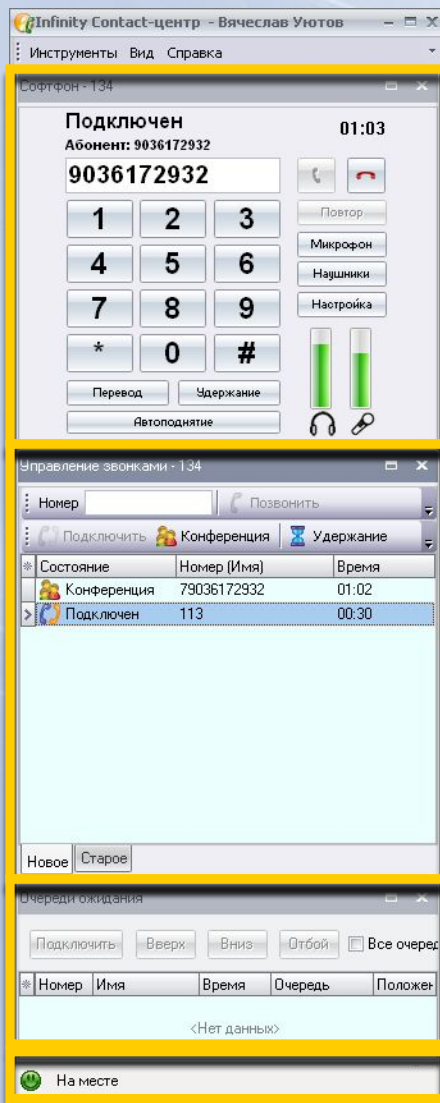 Infinity Contact-центр - Вячеслав Уютов
Инструменты Вид Справка
Софтфон - 134
Подключен 01:03
Абонент: 9036172932
9036172932
1 2 3 Повтор
Микрофон
4 5 6 Наушники
7 8 9 Настройка
* 0 #
Перевод Удержание
Автоподнятие
Управление звонками - 134
Номер Позвонить
Подключить Конференция Удержание
Состояние Номер (Имя) Время
Конференция 79036172932 01:02
Подключен 113 00:30
Новое Старое
Очереди ожидания
Подключить Вверх Вниз Отбой Все очеред
Номер Имя Время Очередь Положен
<Нет данных>
На месте